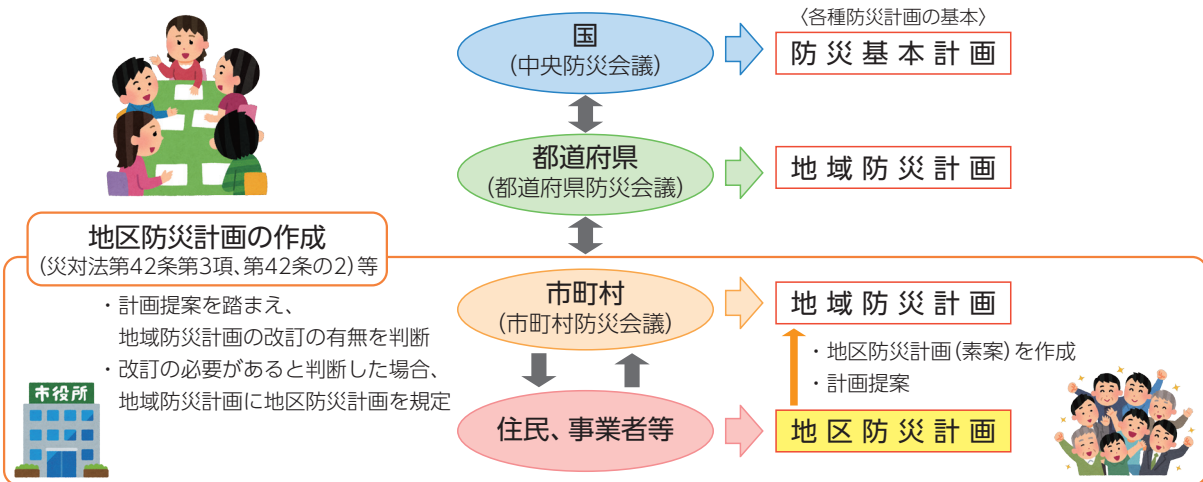 国
(中央防災会議)
〈各種防災計画の基本〉
防災基本計画
都道府県
(都道府県防災会議)
地域防災計画
地区防災計画の作成
(災対法第42条第3項、第42条の2)等
・計画提案を踏まえ、
地域防災計画の改訂の有無を判断
・改訂の必要があると判断した場合、
地域防災計画に地区防災計画を規定
市役所
市町村
(市町村防災会議)
地域防災計画
・地区防災計画(素案)を作成
・計画提案
住民、事業者等
地区防災計画